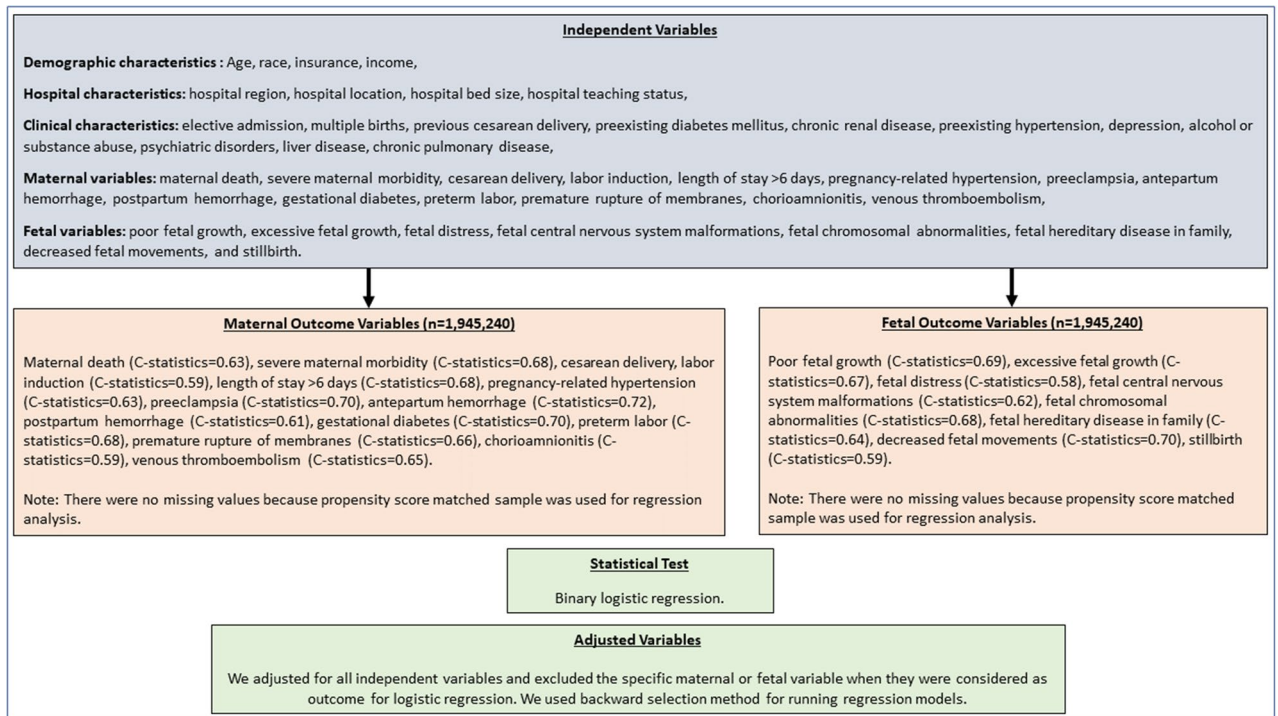 Independent Variables
Demographic characteristics : Age, race, insurance, income,
Hospital characteristics: hospital region, hospital location, hospital bed size, hospital teaching status,
Clinical characteristics: elective admission, multiple births, previous cesarean delivery, preexisting diabetes mellitus, chronic renal disease, preexisting hypertension, depression, alcohol or
substance abuse, psychiatric disorders, liver disease, chronic pulmonary disease,
Maternal variables: maternal death, severe maternal morbidity, cesarean delivery, labor induction, length of stay >6 days, pregnancy-related hypertension, preeclampsia, antepartum
hemorrhage, postpartum hemorrhage, gestational diabetes, preterm labor, premature rupture of membranes, chorioamnionitis, venous thromboembolism,
Fetal variables: poor fetal growth, excessive fetal growth, fetal distress, fetal central nervous system malformations, fetal chromosomal abnormalities, fetal hereditary disease in family,
decreased fetal movements, and stillbirth.
Maternal Outcome Variables (n=1,945,240)
Maternal death (C-statistics=0.63), severe maternal morbidity (C-statistics=0.68), cesarean delivery, labor
induction (C-statistics=0.59), length of stay >6 days (C-statistics=0.68), pregnancy-related hypertension
(C-statistics=0.63), preeclampsia (C-statistics=0.70), antepartum hemorrhage (C-statistics=0.72),
postpartum hemorrhage (C-statistics=0.61), gestational diabetes (C-statistics=0.70), preterm labor (C-
statistics=0.68), premature rupture of membranes (C-statistics=0.66), chorioamnionitis (C-
statistics=0.59), venous thromboembolism (C-statistics=0.65).
Note: There were no missing values because propensity score matched sample was used for regression
analysis.
Fetal Outcome Variables (n=1,945,240)
Poor fetal growth (C-statistics=0.69), excessive fetal growth (C-
statistics=0.67), fetal distress (C-statistics=0.58), fetal central nervous
system malformations (C-statistics=0.62), fetal chromosomal
abnormalities (C-statistics=0.68), fetal hereditary disease in family (C-
statistics=0.64), decreased fetal movements (C-statistics=0.70), stillbirth
(C-statistics=0.59).
Note: There were no missing values because propensity score matched
sample was used for regression analysis.
Statistical Test
Binary logistic regression.
Adjusted Variables
We adjusted for all independent variables and excluded the specific maternal or fetal variable when they were considered as
outcome for logistic regression. We used backward selection method for running regression models.